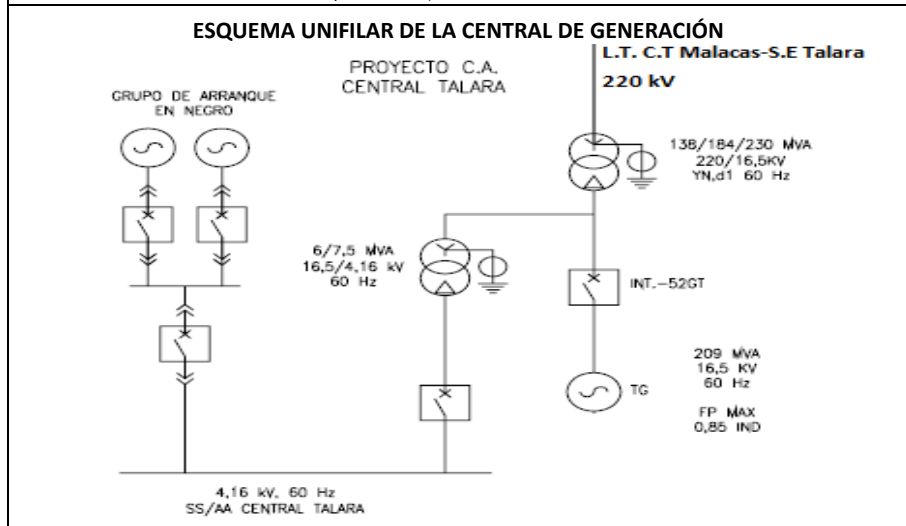 ESQUEMA UNIFILAR DE LA CENTRAL DE GENERACIÓN
L.T. C.T Malacas-S.E Talara
220 kV
PROYECTO C.A.
CENTRAL TALARA
GRUPO DE ARRANQUE
EN NEGRO
138/184/230 MVA
220/16,5KV
YN,d1 60 Hz
6/7,5 MVA
16,5/4,16 kV
60 Hz
INT.-52GT
209 MVA
16,5 KV
60 Hz
TG
FP MAX
0,85 IND
4,16 kV, 60 Hz
SS/AA CENTRAL TALARA